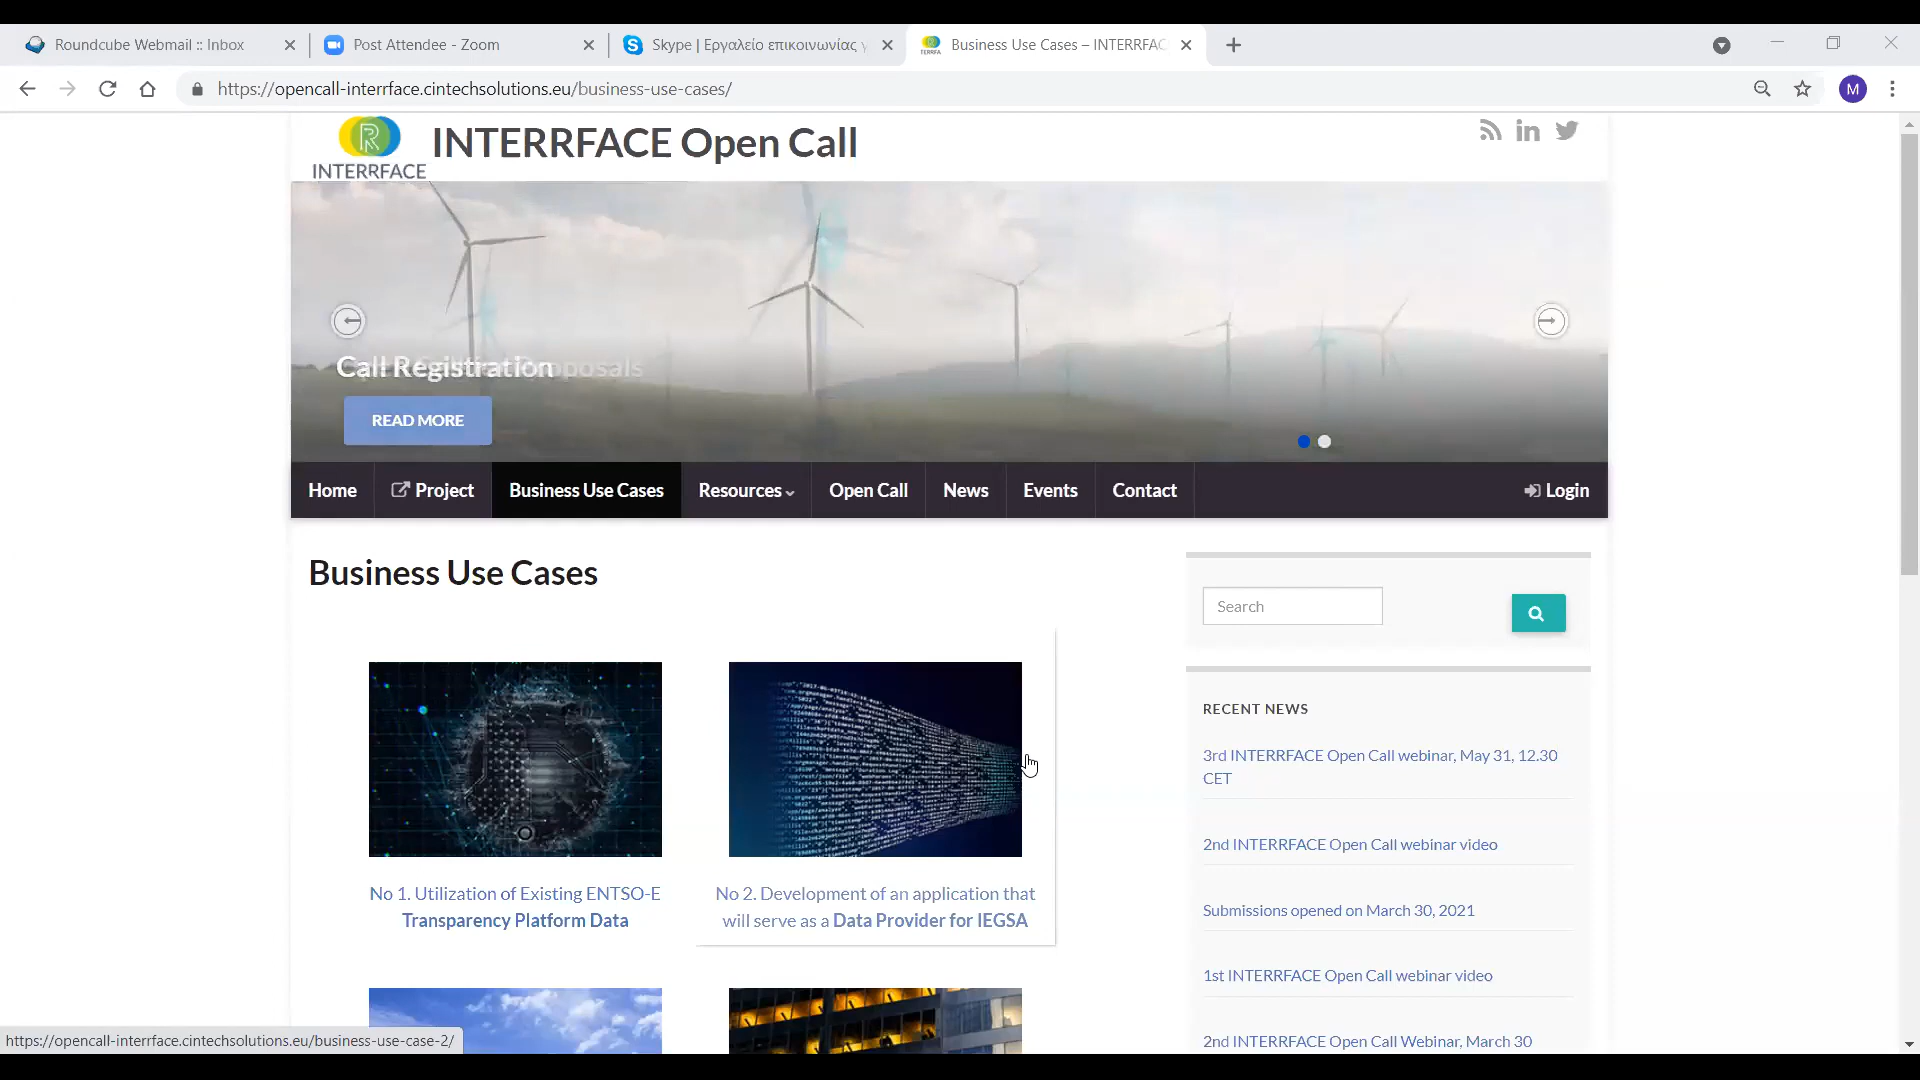 Roundcube Webmail :: Inbox
Post Attendee - Zoom
Skype | Εργαλείο επικοινωνίας
Business Use Cases – INTERRFAC
https://opencall-interrface.cintechsolutions.eu/business-use-cases/
M
INTERRFACE
INTERRFACE Open Call
Call Registration
READ MORE
Home
Project
Business Use Cases
Resources
Open Call
News
Events
Contact
Login
Business Use Cases
Search
No 1. Utilization of Existing ENTSO-E
Transparency Platform Data
No 2. Development of an application that
will serve as a Data Provider for IEGSA
RECENT NEWS
3rd INTERRFACE Open Call webinar, May 31, 12.30
CET
2nd INTERRFACE Open Call webinar video
Submissions opened on March 30, 2021
1st INTERRFACE Open Call webinar video
2nd INTERRFACE Open Call Webinar, March 30
https://opencall-interrface.cintechsolutions.eu/business-use-case-2/